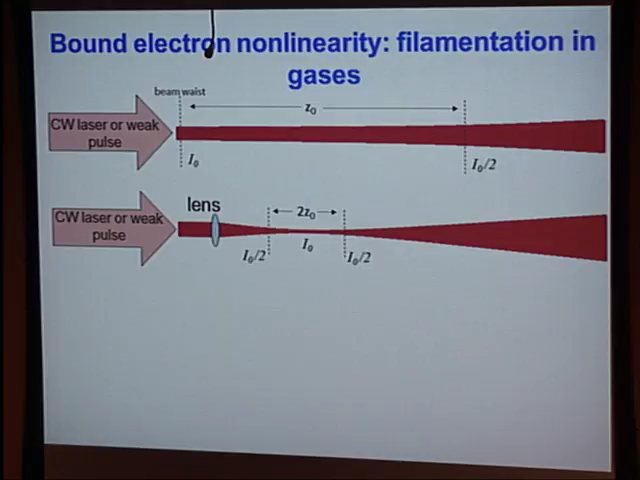 Bound electron nonlinearity: filamentation in
gases
beam waist
z₀
CW laser or weak
pulse
I₀
I₀/2
lens
CW laser or weak
pulse
2z₀
I₀/2
I₀
I₀/2